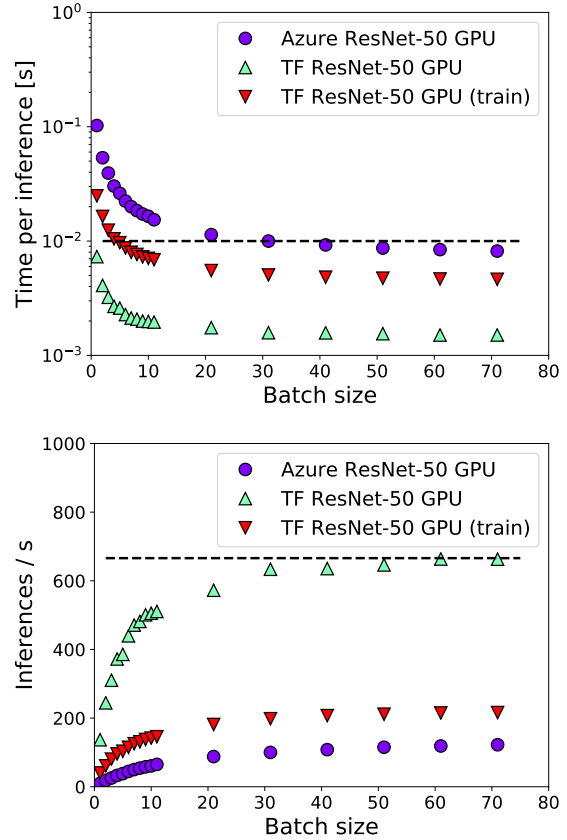 10^0
10^-1
10^-2
10^-3
Time per inference [s]
Azure ResNet-50 GPU
TF ResNet-50 GPU
TF ResNet-50 GPU (train)
0 10 20 30 40 50 60 70 80
Batch size
1000
800
600
400
200
0
Inferences / s
Azure ResNet-50 GPU
TF ResNet-50 GPU
TF ResNet-50 GPU (train)
0 10 20 30 40 50 60 70 80
Batch size